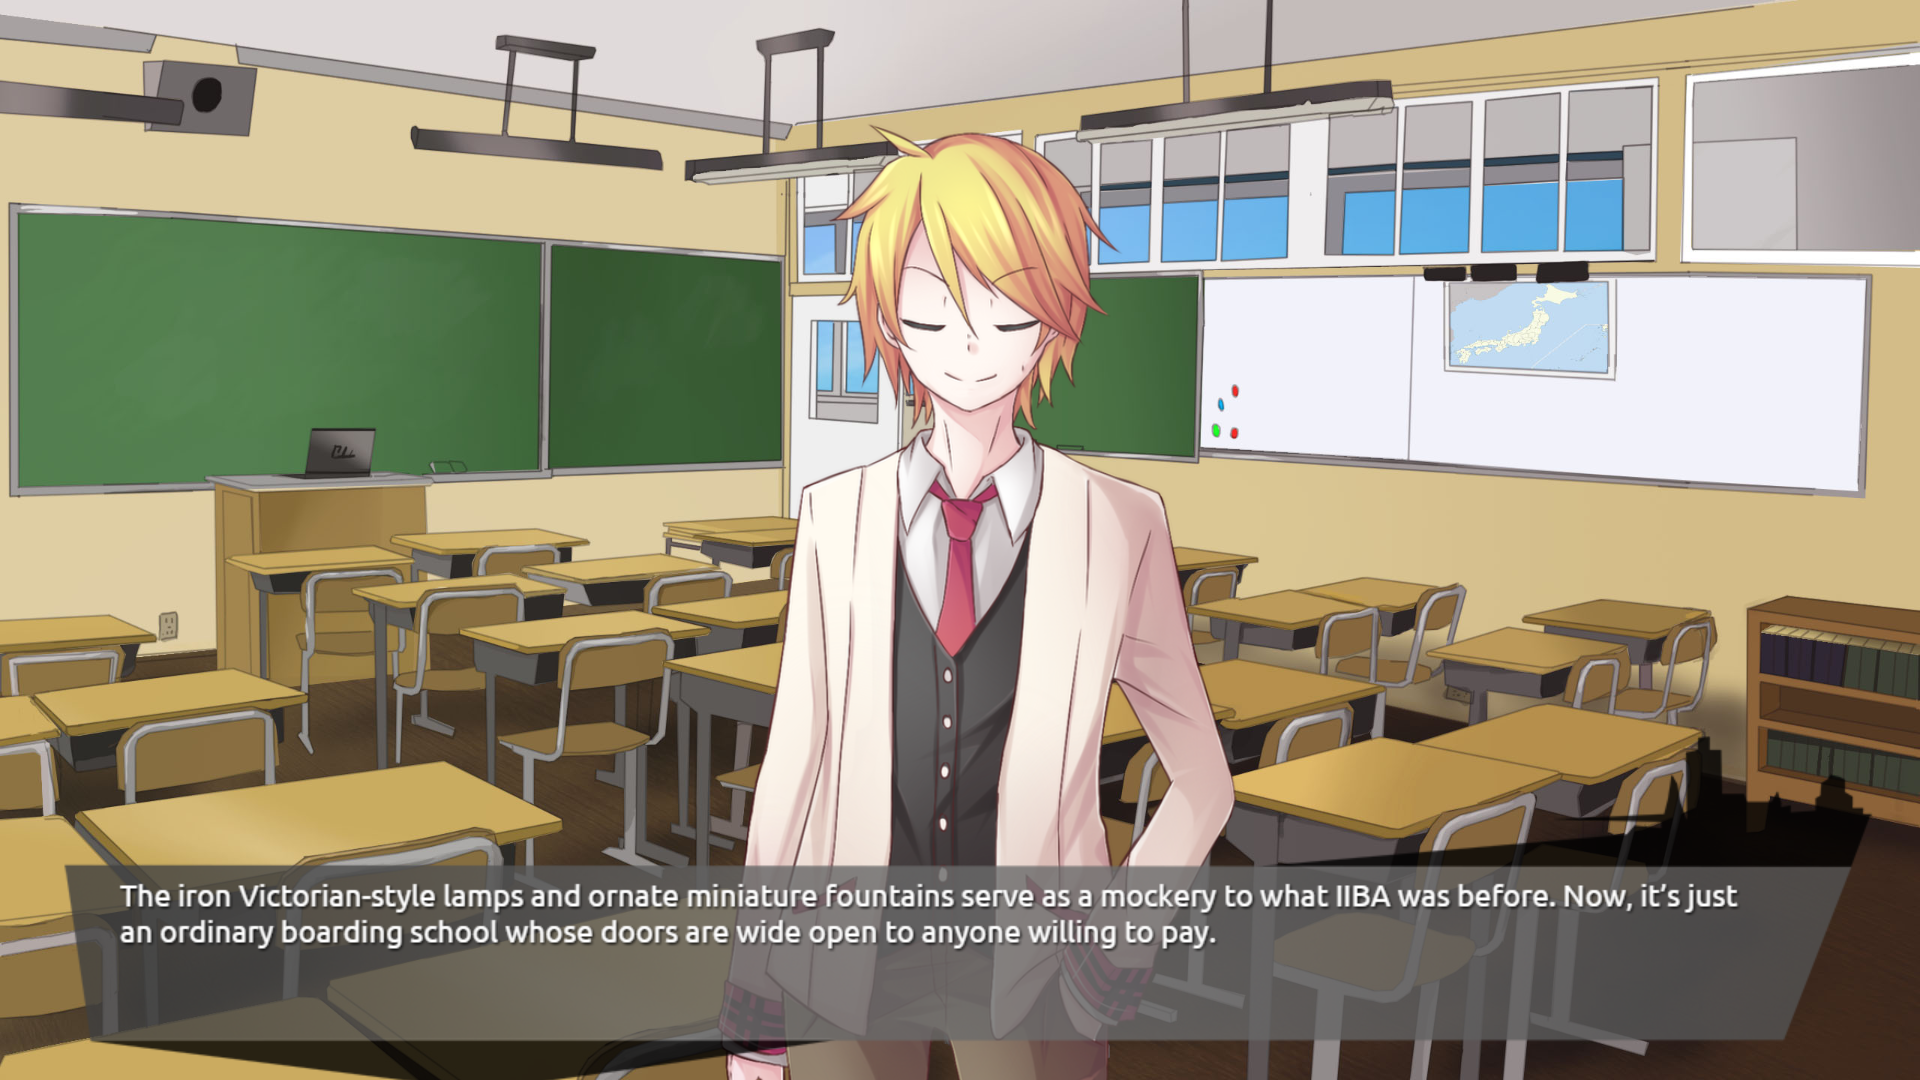 The iron Victorian-style lamps and ornate miniature fountains serve as a mockery to what IIBA was before. Now, it’s just
an ordinary boarding school whose doors are wide open to anyone willing to pay.